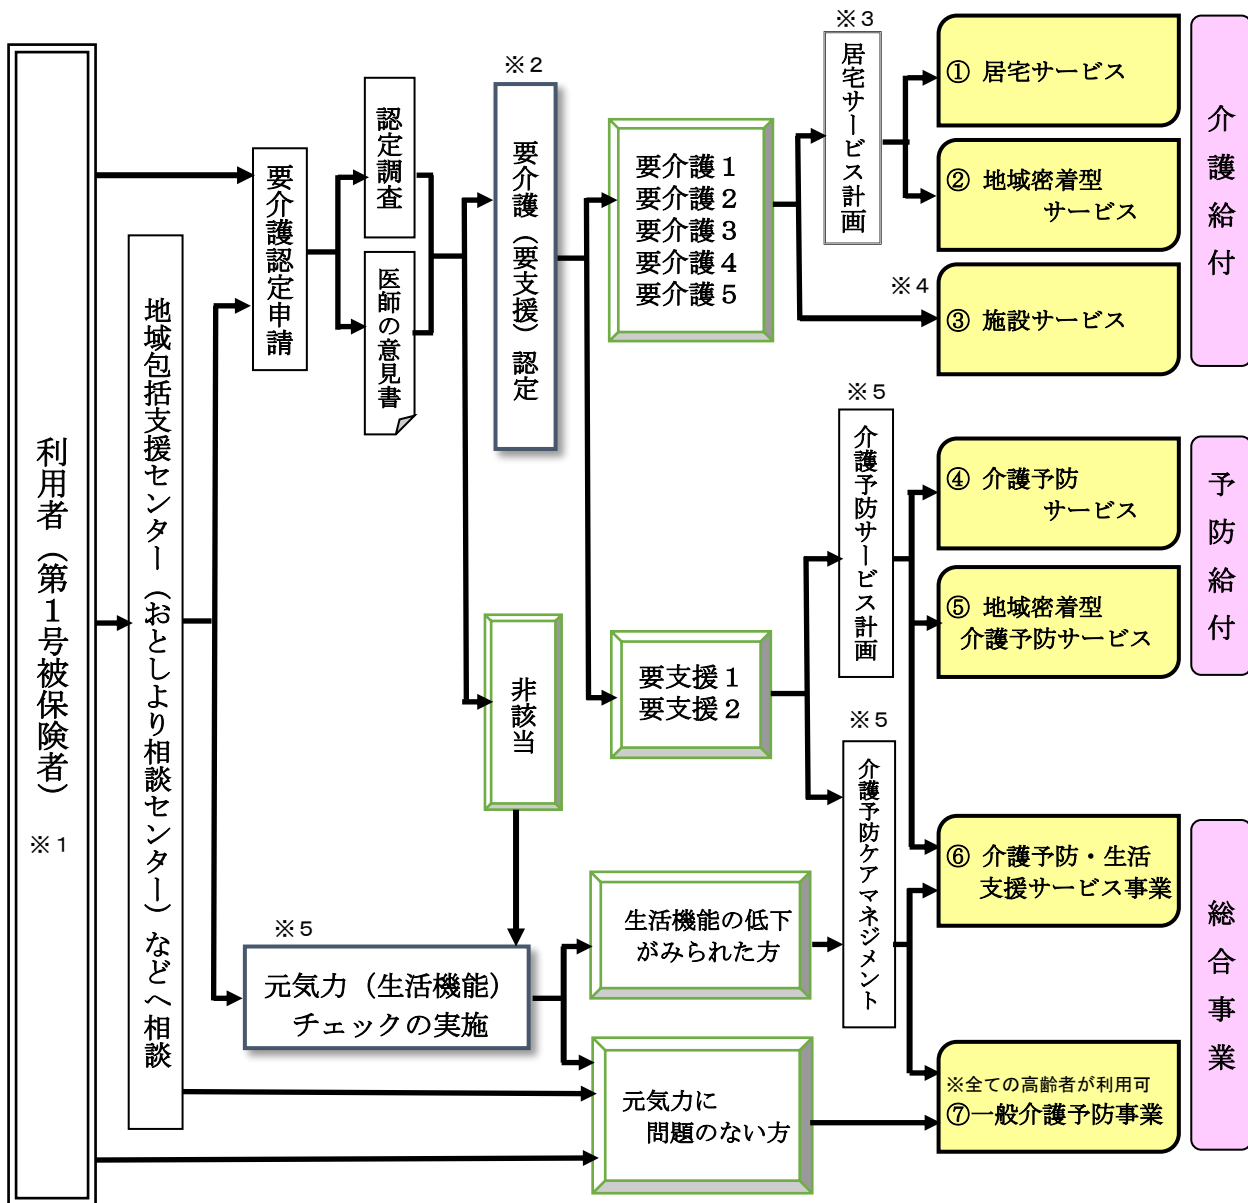 利用者（第１号被保険者）
※１
地域包括支援センター（おとしより相談センター）などへ相談
要介護認定申請
認定調査
医師の意見書
※２
要介護（要支援）認定
非該当
※５
元気力（生活機能）
チェックの実施
要介護１
要介護２
要介護３
要介護４
要介護５
要支援１
要支援２
生活機能の低下
がみられた方
元気力に
問題のない方
※３
居宅サービス計画
※４
※５
介護予防サービス計画
※５
介護予防ケアマネジメント
① 居宅サービス
② 地域密着型
サービス
③ 施設サービス
介護給付
④ 介護予防
サービス
⑤ 地域密着型
介護予防サービス
予防給付
⑥ 介護予防・生活
支援サービス事業
※全ての高齢者が利用可
⑦一般介護予防事業
総合事業